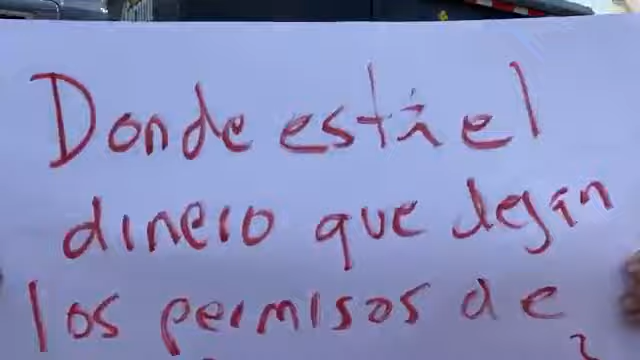 Donde está el
dinero que dejan
los permisos de
?